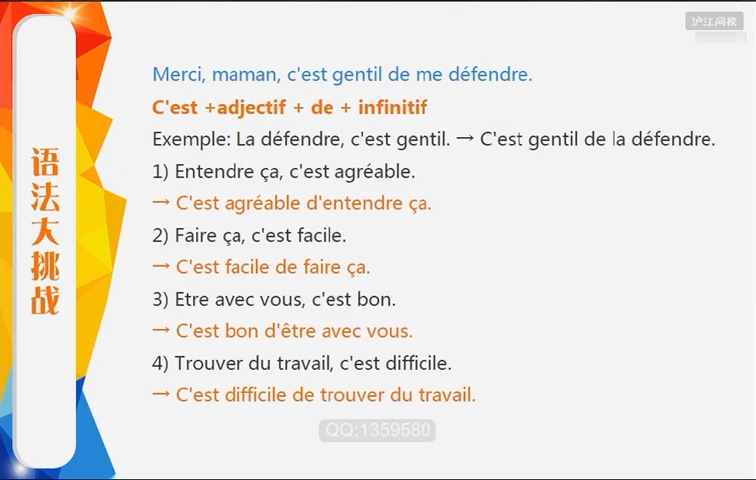 沪江网校
Merci, maman, c'est gentil de me défendre.
C'est +adjectif + de + infinitif
Exemple: La défendre, c'est gentil. → C'est gentil de la défendre.
1) Entendre ça, c'est agréable.
→ C'est agréable d'entendre ça.
2) Faire ça, c'est facile.
→ C'est facile de faire ça.
3) Etre avec vous, c'est bon.
→ C'est bon d'être avec vous.
4) Trouver du travail, c'est difficile.
→ C'est difficile de trouver du travail.
语法大挑战
QQ:1359580